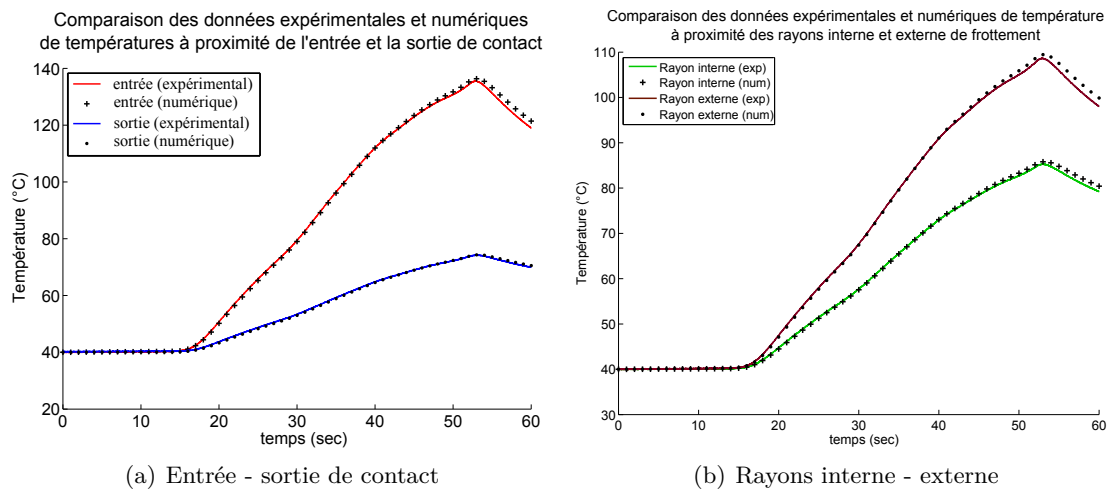 Comparaison des données expérimentales et numériques
de températures à proximité de l'entrée et la sortie de contact
140
120
100
80
60
40
20
Température (°C)
entrée (expérimental)
entrée (numérique)
sortie (expérimental)
sortie (numérique)
0 10 20 30 40 50 60
temps (sec)
(a) Entrée - sortie de contact
Comparaison des données expérimentales et numériques de température
à proximité des rayons interne et externe de frottement
110
100
90
80
70
60
50
40
30
Température (°C)
Rayon interne (exp)
Rayon interne (num)
Rayon externe (exp)
Rayon externe (num)
0 10 20 30 40 50 60
temps (sec)
(b) Rayons interne - externe